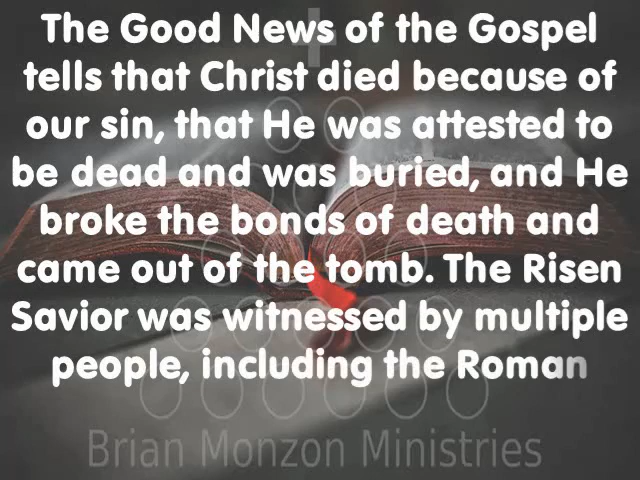 The Good News of the Gospel
tells that Christ died because of
our sin, that He was attested to
be dead and was buried, and He
broke the bonds of death and
came out of the tomb. The Risen
Savior was witnessed by multiple
people, including the Roman
Brian Monzon Ministries